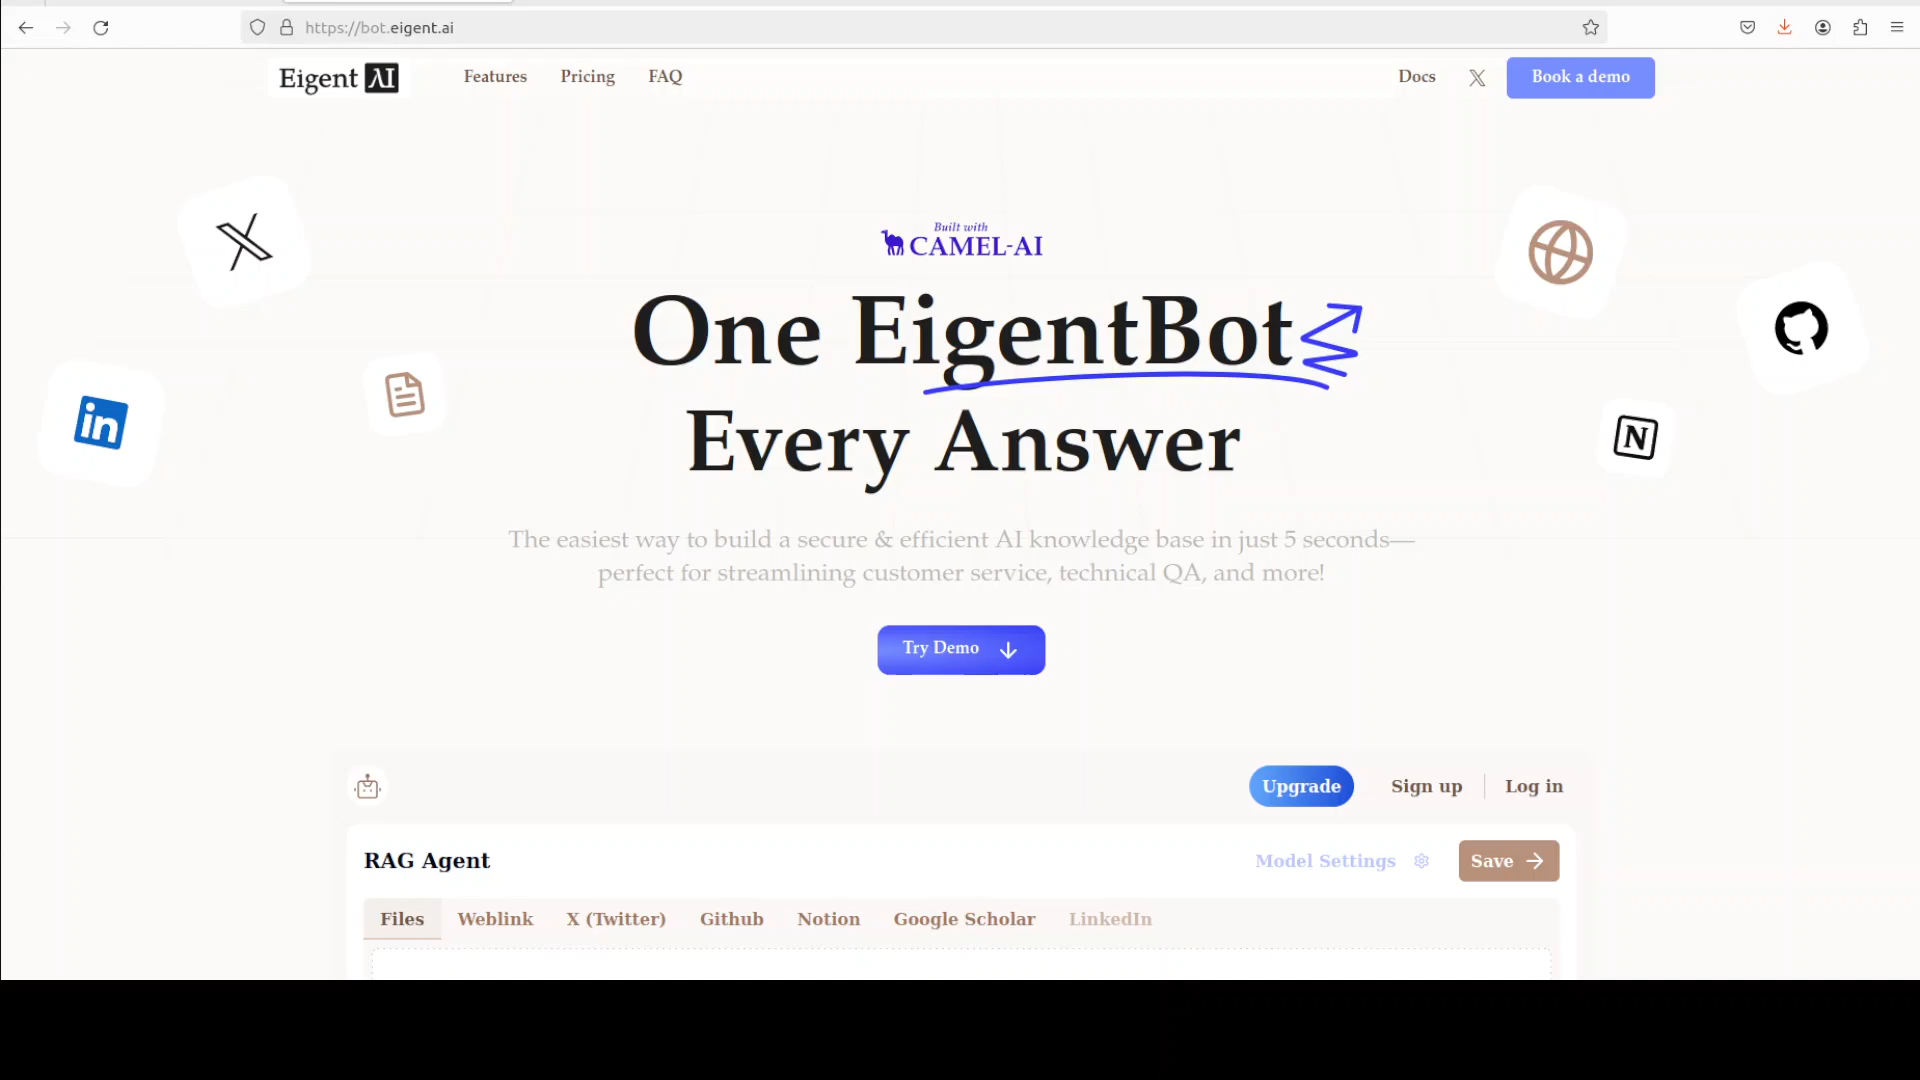 https://bot.eigent.ai
Eigent AI
Features
Pricing
FAQ
Docs
Book a demo
Built with
CAMEL-AI
One EigentBot
Every Answer
in
N
The easiest way to build a secure & efficient AI knowledge base in just 5 seconds—
perfect for streamlining customer service, technical QA, and more!
Try Demo
Upgrade
Sign up
Log in
RAG Agent
Model Settings
Save
Files
Weblink
X (Twitter)
Github
Notion
Google Scholar
LinkedIn